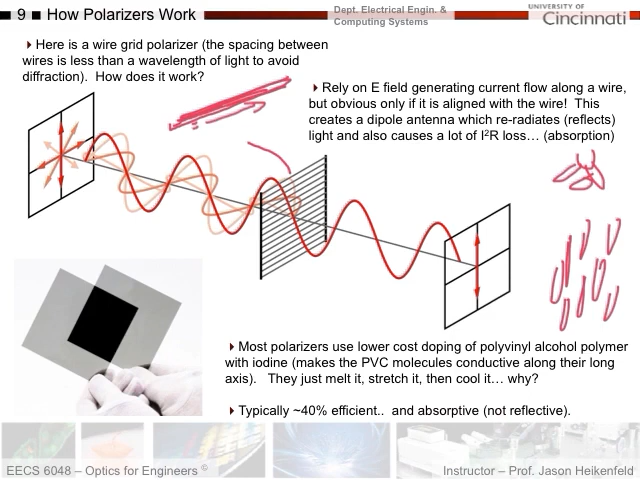 9 ■ How Polarizers Work
Dept. Electrical Engin. &
Computing Systems
UNIVERSITY OF
Cincinnati
Here is a wire grid polarizer (the spacing between
wires is less than a wavelength of light to avoid
diffraction). How does it work?
Rely on E field generating current flow along a wire,
but obvious only if it is aligned with the wire! This
creates a dipole antenna which re-radiates (reflects)
light and also causes a lot of I²R loss… (absorption)
Most polarizers use lower cost doping of polyvinyl alcohol polymer
with iodine (makes the PVC molecules conductive along their long
axis). They just melt it, stretch it, then cool it… why?
Typically ~40% efficient.. and absorptive (not reflective).
EECS 6048 – Optics for Engineers ©
Instructor – Prof. Jason Heikenfeld